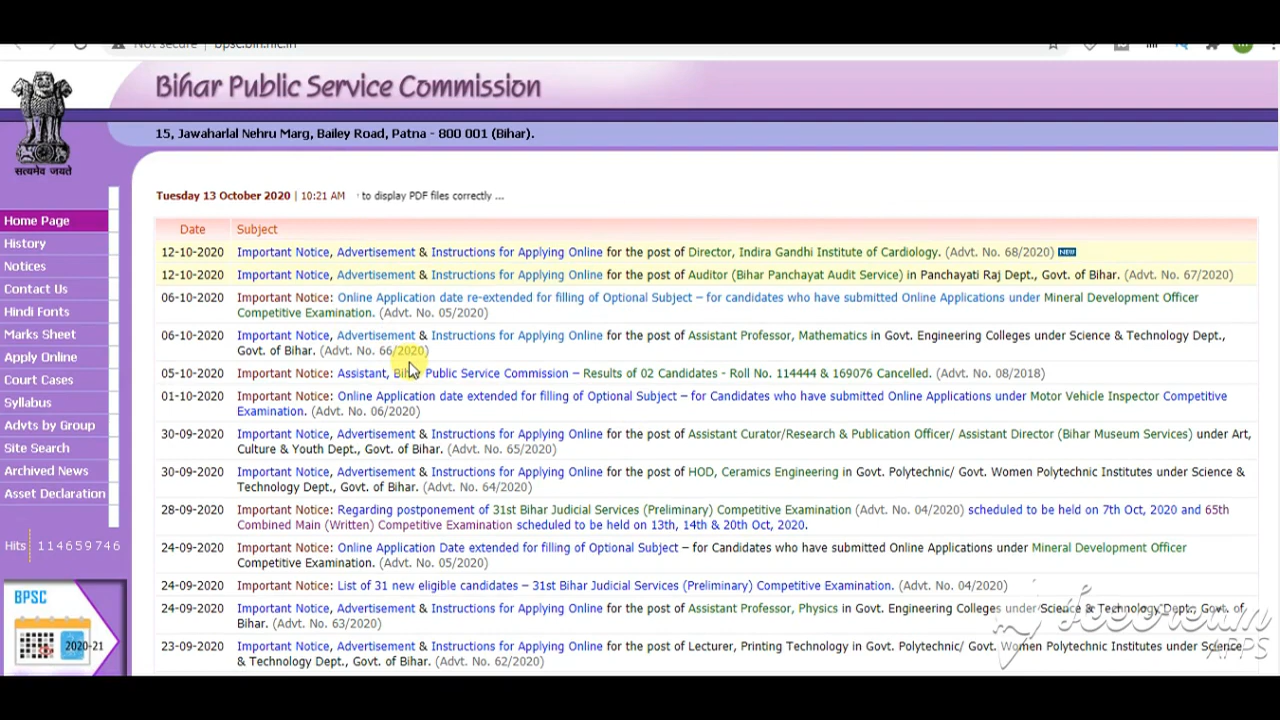 Not secure bpsc.bih.nic.in
Bihar Public Service Commission
15, Jawaharlal Nehru Marg, Bailey Road, Patna - 800 001 (Bihar).
सत्यमेव जयते
Tuesday 13 October 2020 | 10:21 AM to display PDF files correctly ...
Home Page
History
Notices
Contact Us
Hindi Fonts
Marks Sheet
Apply Online
Court Cases
Syllabus
Advts by Group
Site Search
Archived News
Asset Declaration
Hits 114659746
BPSC
2020-21
Date Subject
12-10-2020 Important Notice, Advertisement & Instructions for Applying Online for the post of Director, Indira Gandhi Institute of Cardiology. (Advt. No. 68/2020) NEW
12-10-2020 Important Notice, Advertisement & Instructions for Applying Online for the post of Auditor (Bihar Panchayat Audit Service) in Panchayati Raj Dept., Govt. of Bihar. (Advt. No. 67/2020)
06-10-2020 Important Notice: Online Application date re-extended for filling of Optional Subject – for candidates who have submitted Online Applications under Mineral Development Officer
Competitive Examination. (Advt. No. 05/2020)
06-10-2020 Important Notice, Advertisement & Instructions for Applying Online for the post of Assistant Professor, Mathematics in Govt. Engineering Colleges under Science & Technology Dept.,
Govt. of Bihar. (Advt. No. 66/2020)
05-10-2020 Important Notice: Assistant, Bihar Public Service Commission – Results of 02 Candidates - Roll No. 114444 & 169076 Cancelled. (Advt. No. 08/2018)
01-10-2020 Important Notice: Online Application date extended for filling of Optional Subject – for Candidates who have submitted Online Applications under Motor Vehicle Inspector Competitive
Examination. (Advt. No. 06/2020)
30-09-2020 Important Notice, Advertisement & Instructions for Applying Online for the post of Assistant Curator/Research & Publication Officer/ Assistant Director (Bihar Museum Services) under Art,
Culture & Youth Dept., Govt. of Bihar. (Advt. No. 65/2020)
30-09-2020 Important Notice, Advertisement & Instructions for Applying Online for the post of HOD, Ceramics Engineering in Govt. Polytechnic/ Govt. Women Polytechnic Institutes under Science &
Technology Dept., Govt. of Bihar. (Advt. No. 64/2020)
28-09-2020 Important Notice: Regarding postponement of 31st Bihar Judicial Services (Preliminary) Competitive Examination (Advt. No. 04/2020) scheduled to be held on 7th Oct, 2020 and 65th
Combined Main (Written) Competitive Examination scheduled to be held on 13th, 14th & 20th Oct, 2020.
24-09-2020 Important Notice: Online Application Date extended for filling of Optional Subject – for Candidates who have submitted Online Applications under Mineral Development Officer
Competitive Examination. (Advt. No. 05/2020)
24-09-2020 Important Notice: List of 31 new eligible candidates – 31st Bihar Judicial Services (Preliminary) Competitive Examination. (Advt. No. 04/2020)
24-09-2020 Important Notice, Advertisement & Instructions for Applying Online for the post of Assistant Professor, Physics in Govt. Engineering Colleges under Science & Technology Dept., Govt. of
Bihar. (Advt. No. 63/2020)
23-09-2020 Important Notice, Advertisement & Instructions for Applying Online for the post of Lecturer, Printing Technology in Govt. Polytechnic/ Govt. Women Polytechnic Institutes under Science
& Technology Dept., Govt. of Bihar. (Advt. No. 62/2020)
Icecream
APPS